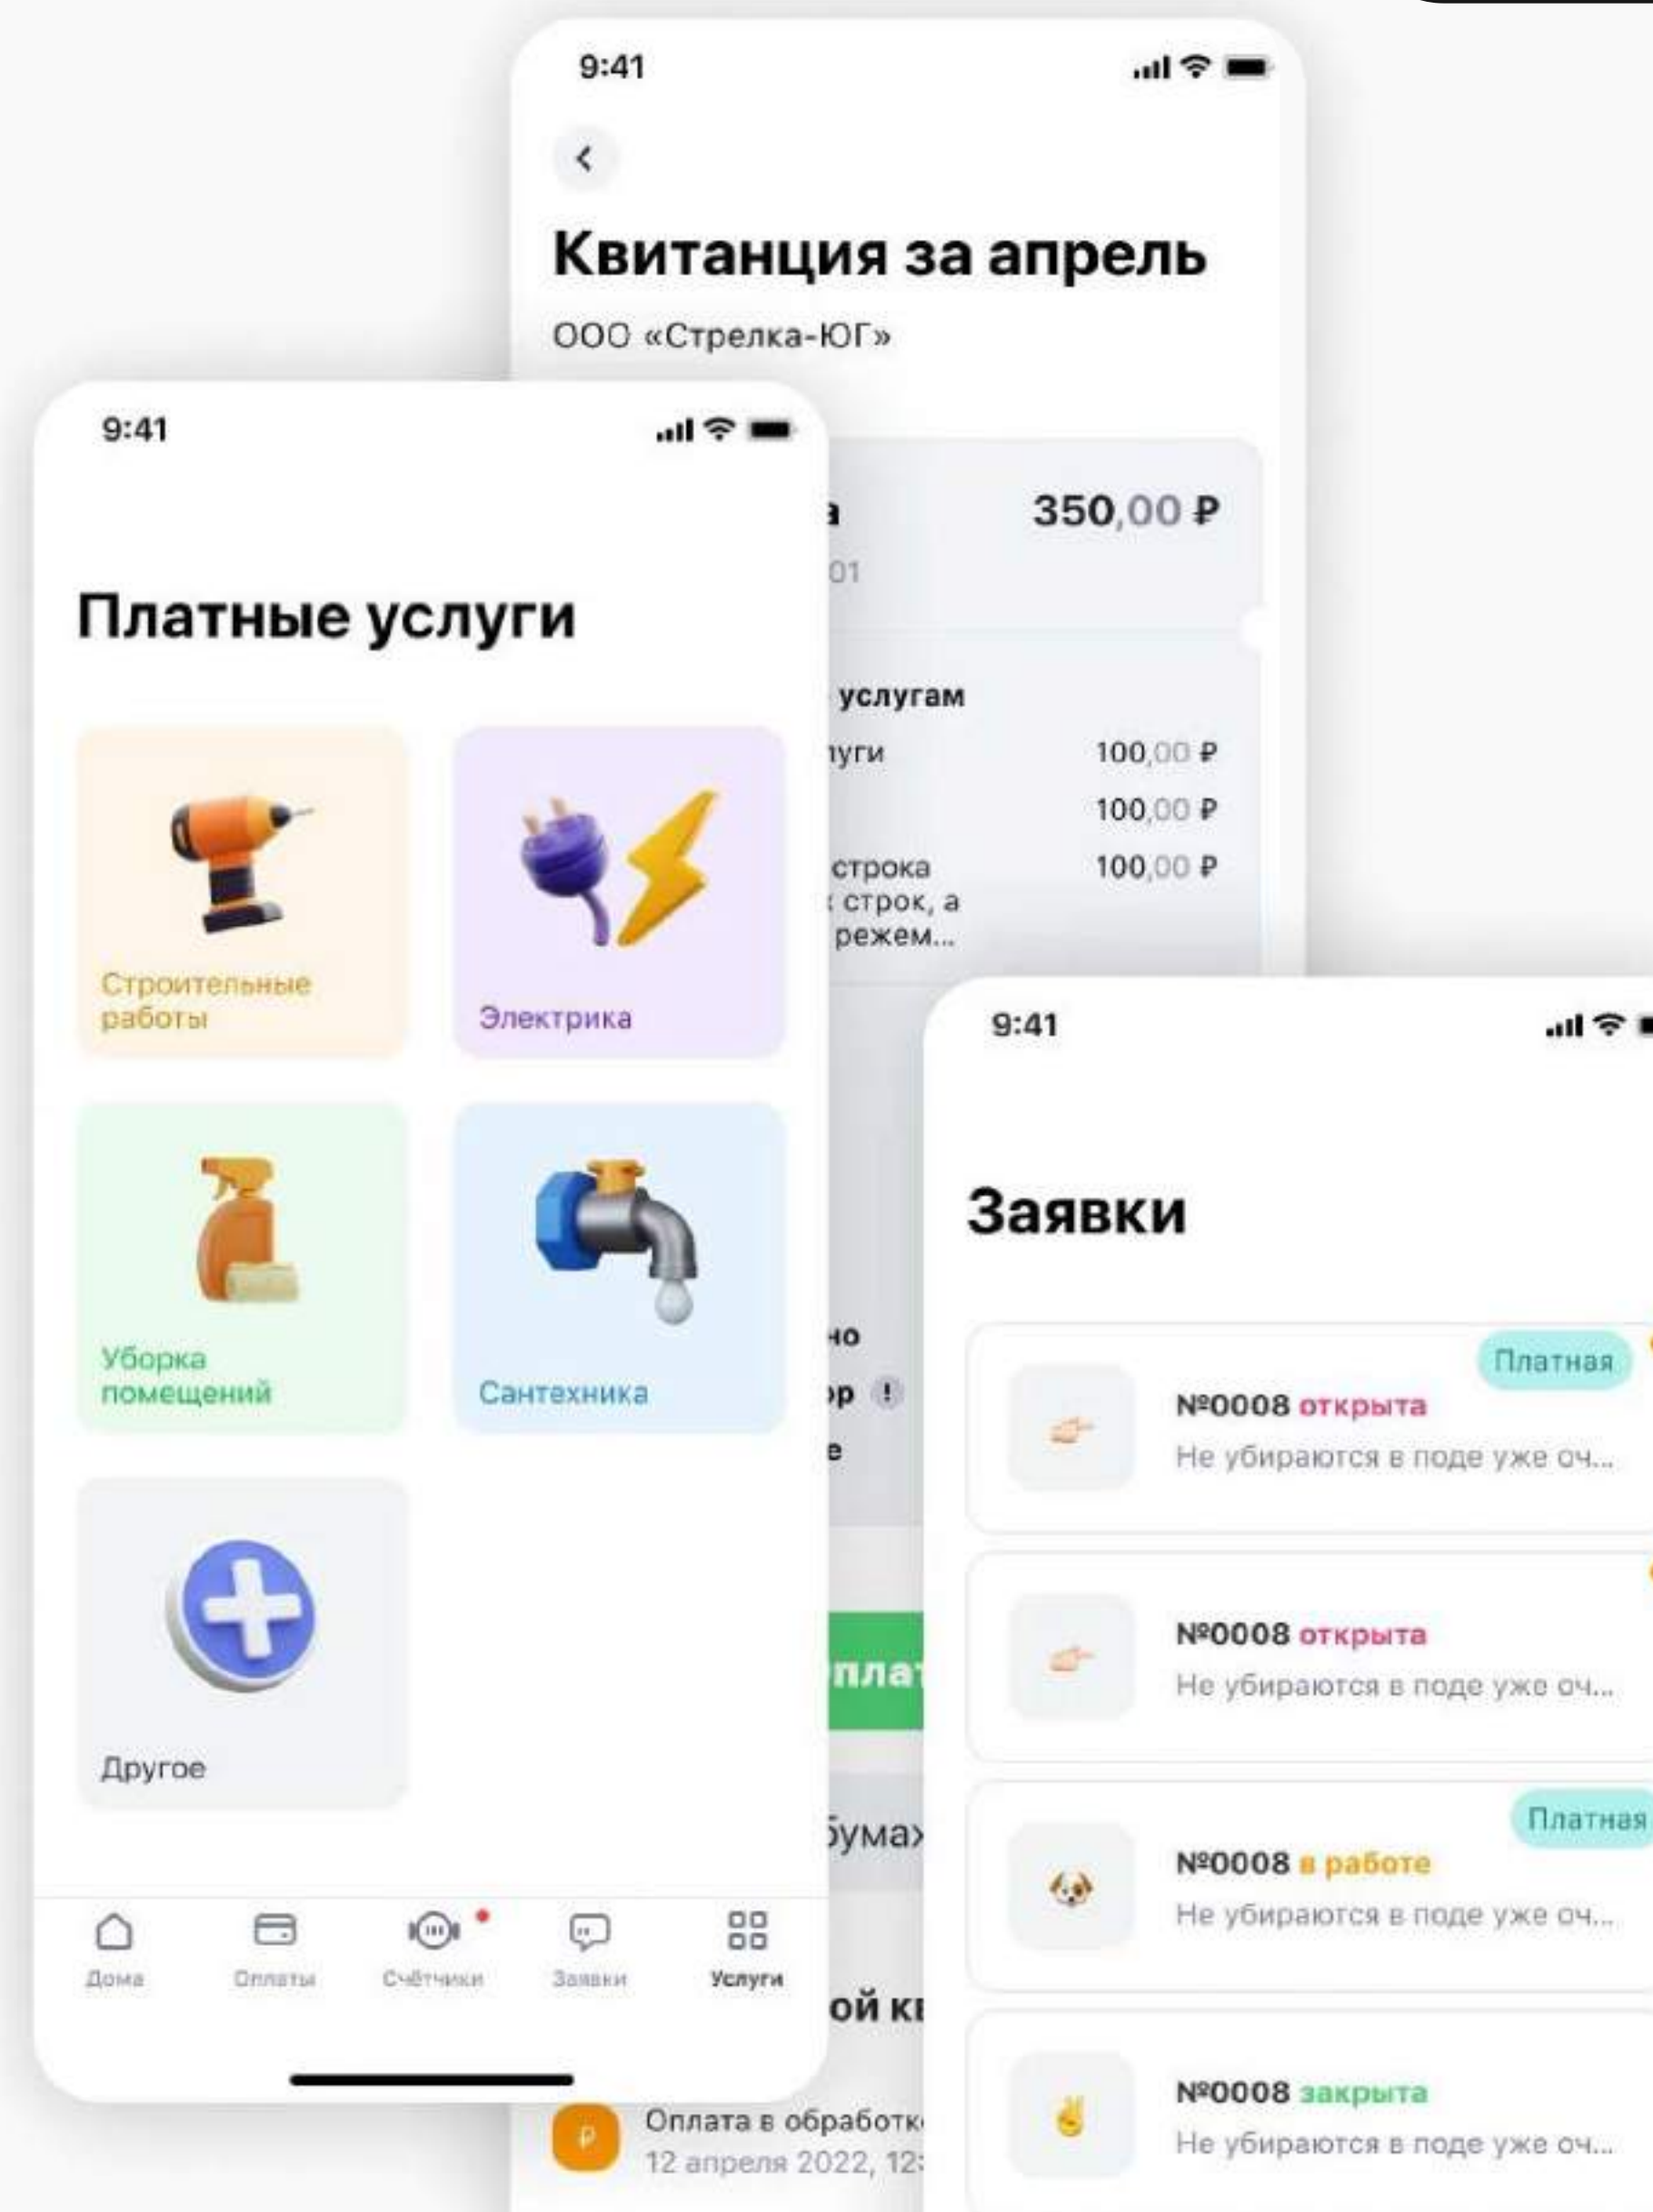 9:41
Квитанция за апрель
ООО «Стрелка-ЮГ»
350,00 ₽
01
услугам
100,00 ₽
100,00 ₽
строка
100,00 ₽
строк, а
режем...
Оплата в обработк
12 апреля 2022, 12:
9:41
Платные услуги
Строительные
работы
Электрика
Уборка
помещений
Сантехника
Другое
Дома
Оплаты
Счётчики
Заявки
Услуги
9:41
Заявки
Платная
№0008 открыта
Не убираются в поде уже оч...
№0008 открыта
Не убираются в поде уже оч...
Платная
№0008 в работе
Не убираются в поде уже оч...
№0008 закрыта
Не убираются в поде уже оч...